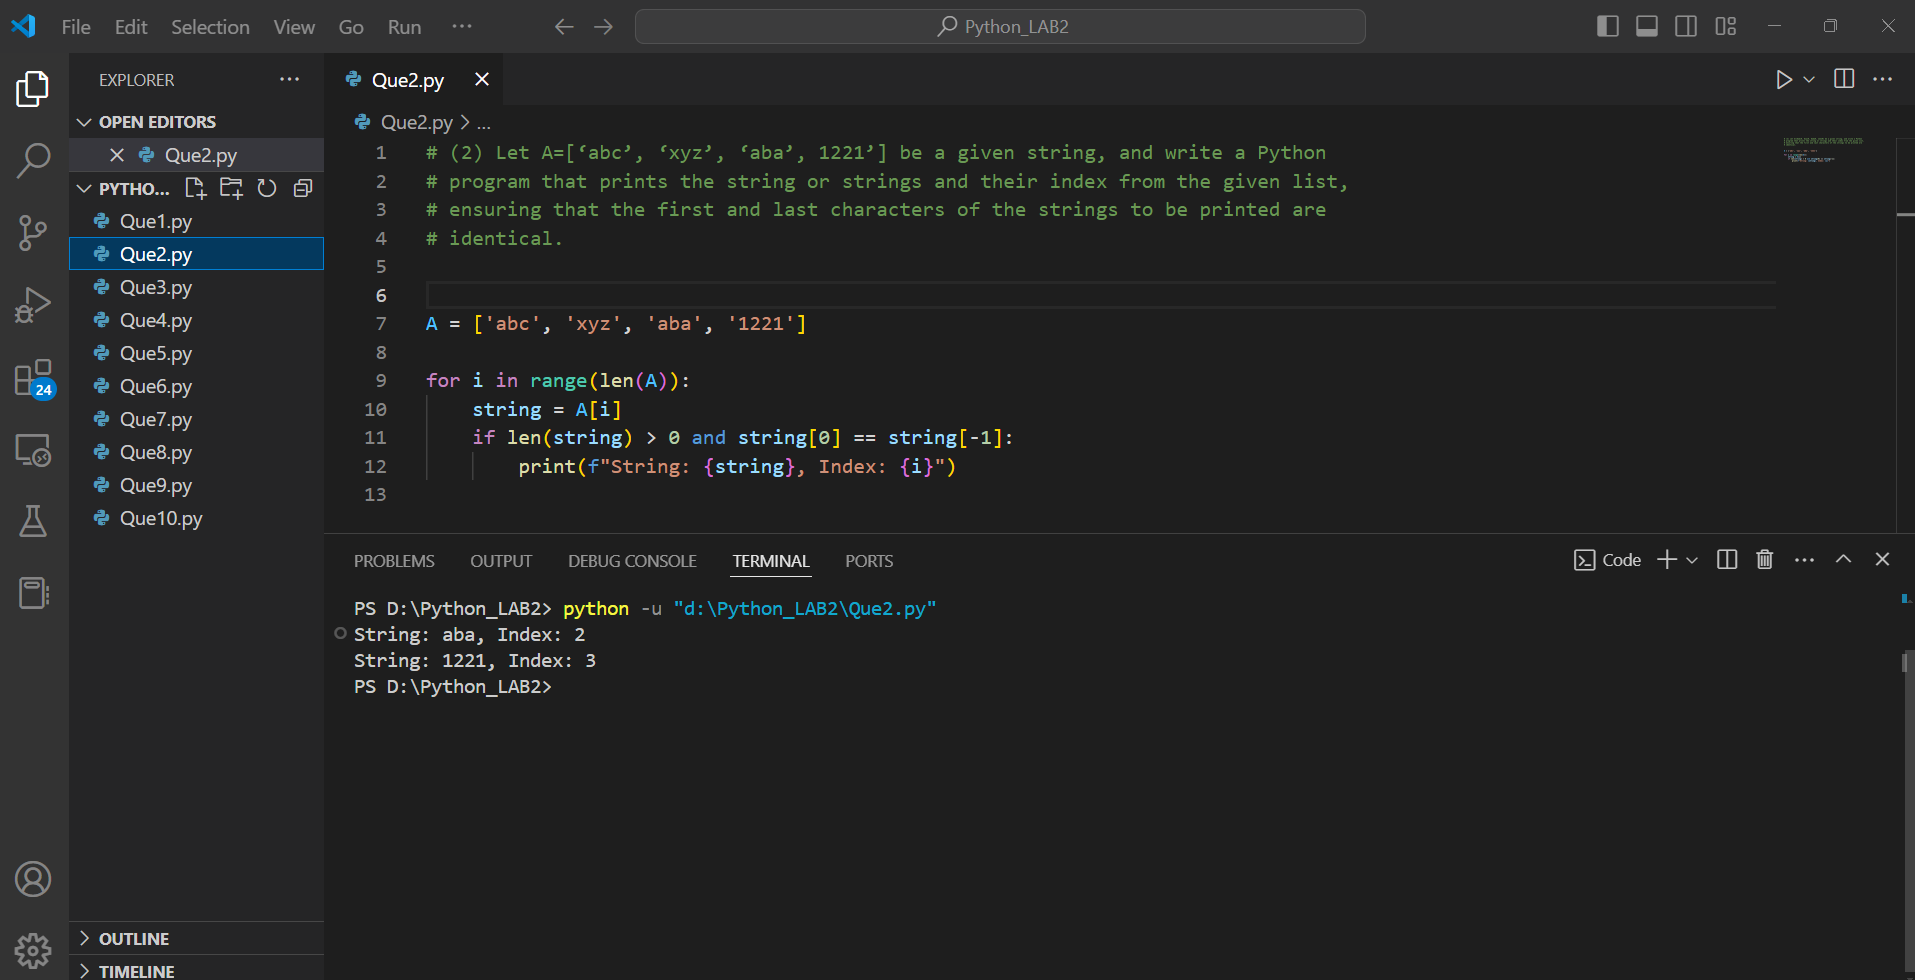 File Edit Selection View Go Run ···
Python_LAB2
EXPLORER ···
OPEN EDITORS
Que2.py
PYTHO...
Que1.py
Que2.py
Que3.py
Que4.py
Que5.py
Que6.py
Que7.py
Que8.py
Que9.py
Que10.py
OUTLINE
TIMELINE
24
Que2.py
Que2.py > ...
1 # (2) Let A=[‘abc’, ‘xyz’, ‘aba’, 1221’] be a given string, and write a Python
2 # program that prints the string or strings and their index from the given list,
3 # ensuring that the first and last characters of the strings to be printed are
4 # identical.
5
6
7 A = ['abc', 'xyz', 'aba', '1221']
8
9 for i in range(len(A)):
10     string = A[i]
11     if len(string) > 0 and string[0] == string[-1]:
12         print(f"String: {string}, Index: {i}")
13
PROBLEMS OUTPUT DEBUG CONSOLE TERMINAL PORTS
Code
PS D:\Python_LAB2> python -u "d:\Python_LAB2\Que2.py"
String: aba, Index: 2
String: 1221, Index: 3
PS D:\Python_LAB2>